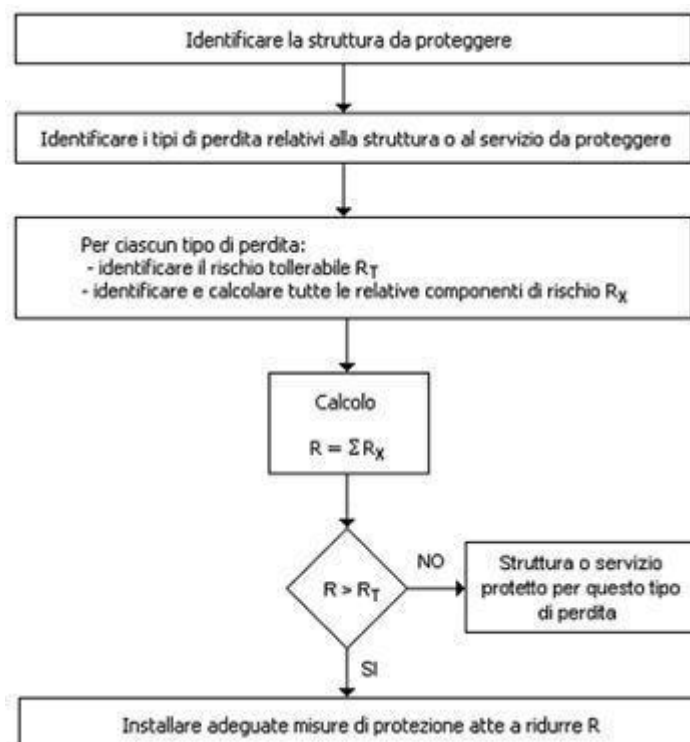 Identificare la struttura da proteggere
Identificare i tipi di perdita relativi alla struttura o al servizio da proteggere
Per ciascun tipo di perdita:
- identificare il rischio tollerabile RT
- identificare e calcolare tutte le relative componenti di rischio RX
Calcolo
R = ΣRX
R > RT
NO
Struttura o servizio
protetto per questo tipo
di perdita
SI
Installare adeguate misure di protezione atte a ridurre R